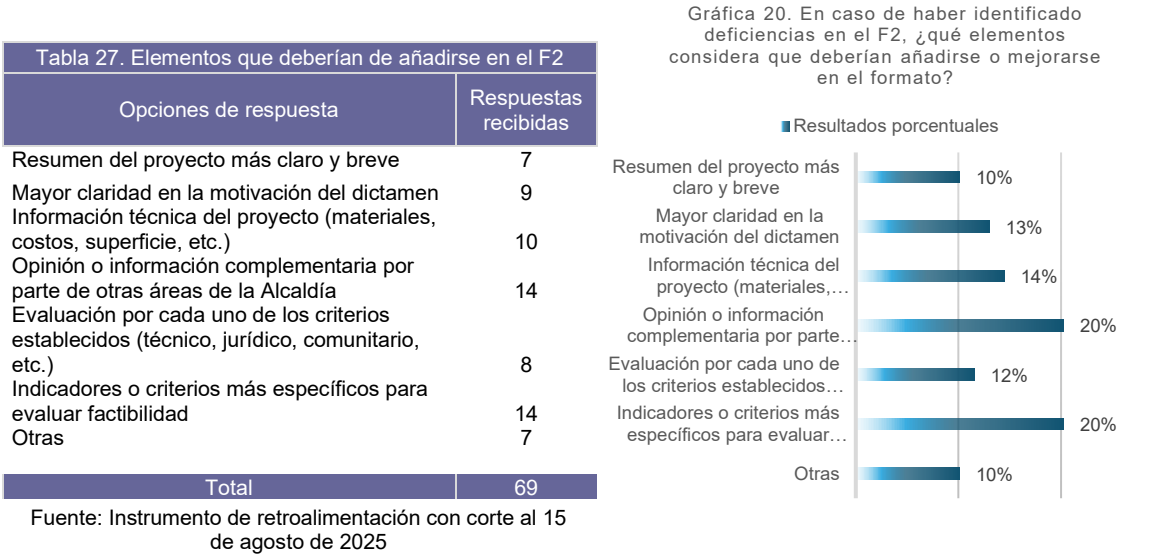 Tabla 27. Elementos que deberían de añadirse en el F2
Opciones de respuesta
Respuestas
recibidas
Resumen del proyecto más claro y breve 7
Mayor claridad en la motivación del dictamen 9
Información técnica del proyecto (materiales,
costos, superficie, etc.) 10
Opinión o información complementaria por
parte de otras áreas de la Alcaldía 14
Evaluación por cada uno de los criterios
establecidos (técnico, jurídico, comunitario,
etc.) 8
Indicadores o criterios más específicos para
evaluar factibilidad 14
Otras 7
Total 69
Fuente: Instrumento de retroalimentación con corte al 15
de agosto de 2025
Gráfica 20. En caso de haber identificado
deficiencias en el F2, ¿qué elementos
considera que deberían añadirse o mejorarse
en el formato?
Resultados porcentuales
Resumen del proyecto más
claro y breve 10%
Mayor claridad en la
motivación del dictamen 13%
Información técnica del
proyecto (materiales,… 14%
Opinión o información
complementaria por parte… 20%
Evaluación por cada uno de
los criterios establecidos… 12%
Indicadores o criterios más
específicos para evaluar… 20%
Otras 10%